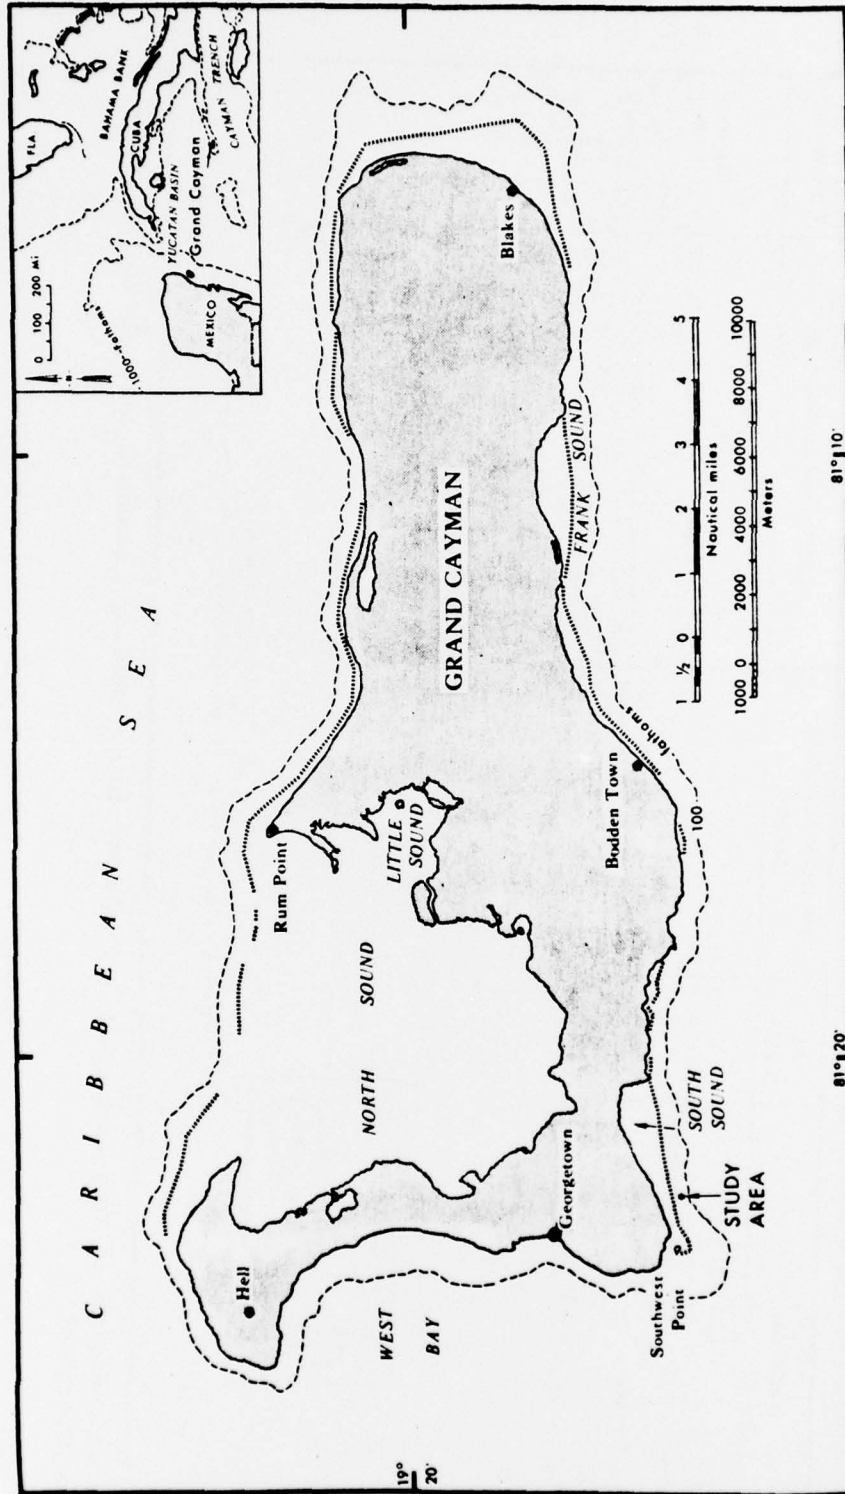 CARIBBEAN SEA
FLA
BAHAMA BANK
CUBA
YUCATAN BASIN
Grand Cayman
CAYMAN TRENCH
MEXICO
0 100 200 Mi
n
1000-fathoms
Hell
Rum Point
NORTH SOUND
LITTLE
SOUND
GRAND CAYMAN
Blakes
WEST
BAY
Georgetown
Bodden Town
FRANK SOUND
Southwest
Point
SOUTH
SOUND
STUDY
AREA
100
fathoms
1 ½ 0 1 2 3 4 5
Nautical miles
1000 0 2000 4000 6000 8000 10000
Meters
19°
20'
81° 20'
81° 10'